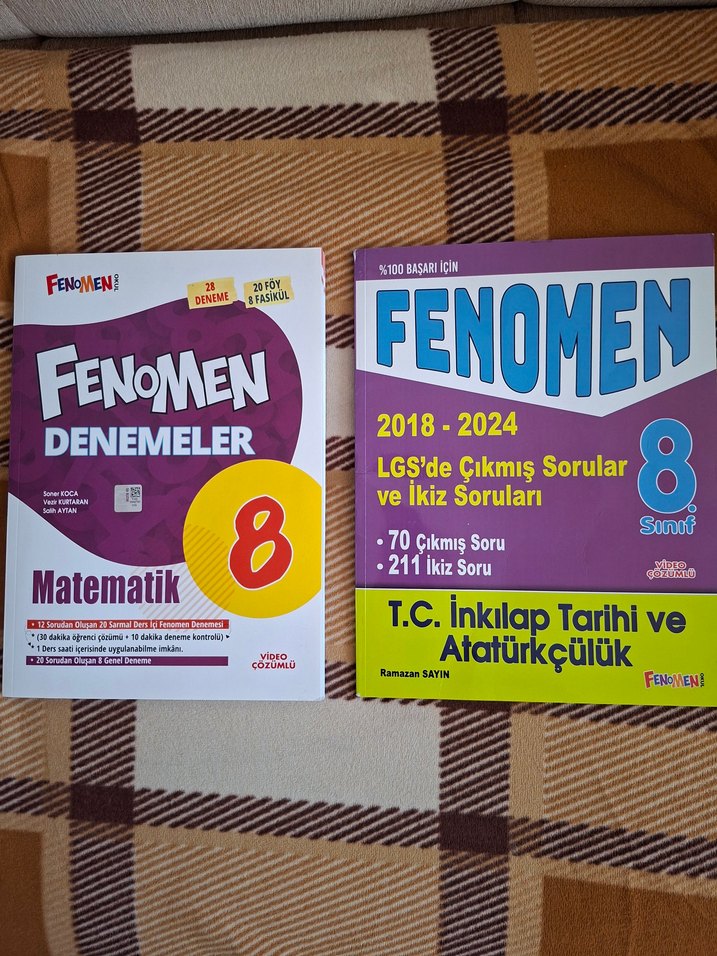 FENOMEN OKUL
28 DENEME
20 FÖY
8 FASİKÜL
FENOMEN
DENEMELER
Soner KOCA
Vezir KURTARAN
Salih AYTAN
8
Matematik
• 12 Sorudan Oluşan 20 Sarmal Ders İçi Fenomen Denemesi
(30 dakika öğrenci çözümü + 10 dakika deneme kontrolü)
• 1 Ders saati içerisinde uygulanabilme imkânı.
• 20 Sorudan Oluşan 8 Genel Deneme
VİDEO
ÇÖZÜMLÜ
%100 BAŞARI İÇİN
FENOMEN
2018 - 2024
LGS'de Çıkmış Sorular
ve İkiz Soruları
8.
Sınıf
• 70 Çıkmış Soru
• 211 İkiz Soru
VİDEO
ÇÖZÜMLÜ
T.C. İnkılap Tarihi ve
Atatürkçülük
Ramazan SAYIN
FENOMEN OKUL